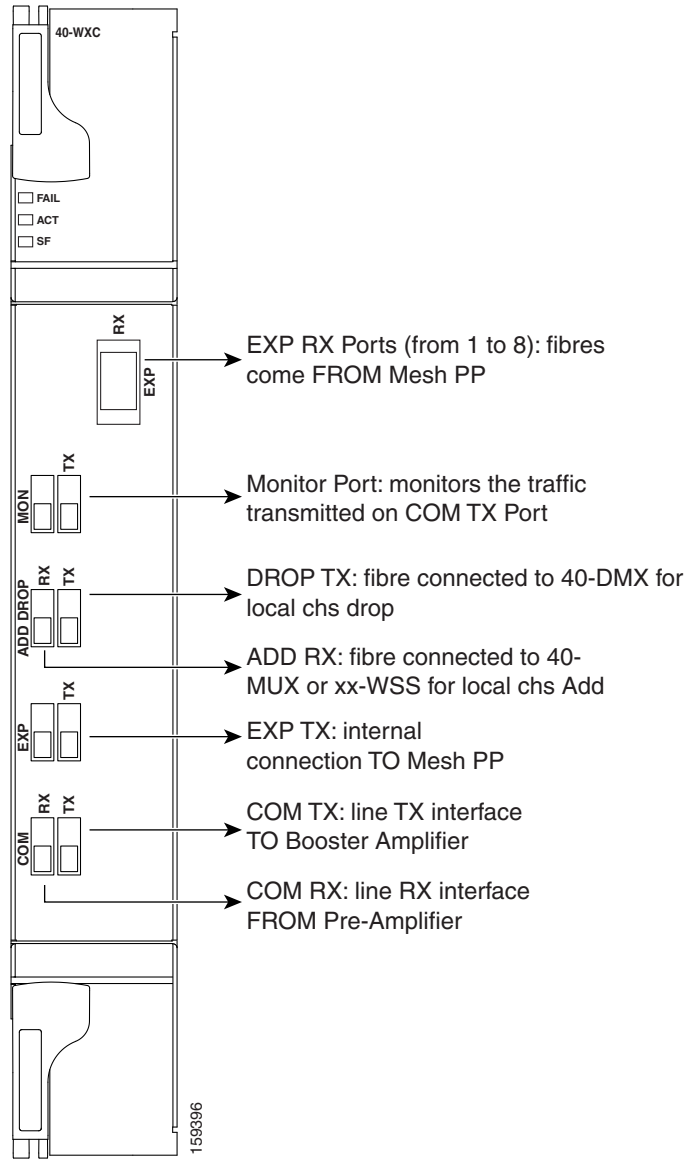 40-WXC
FAIL
ACT
SF
RX
EXP
EXP RX Ports (from 1 to 8): fibres
come FROM Mesh PP
MON
TX
Monitor Port: monitors the traffic
transmitted on COM TX Port
ADD DROP
RX
TX
DROP TX: fibre connected to 40-DMX for
local chs drop
ADD RX: fibre connected to 40-
MUX or xx-WSS for local chs Add
EXP
TX
EXP TX: internal
connection TO Mesh PP
COM
RX
TX
COM TX: line TX interface
TO Booster Amplifier
COM RX: line RX interface
FROM Pre-Amplifier
159396